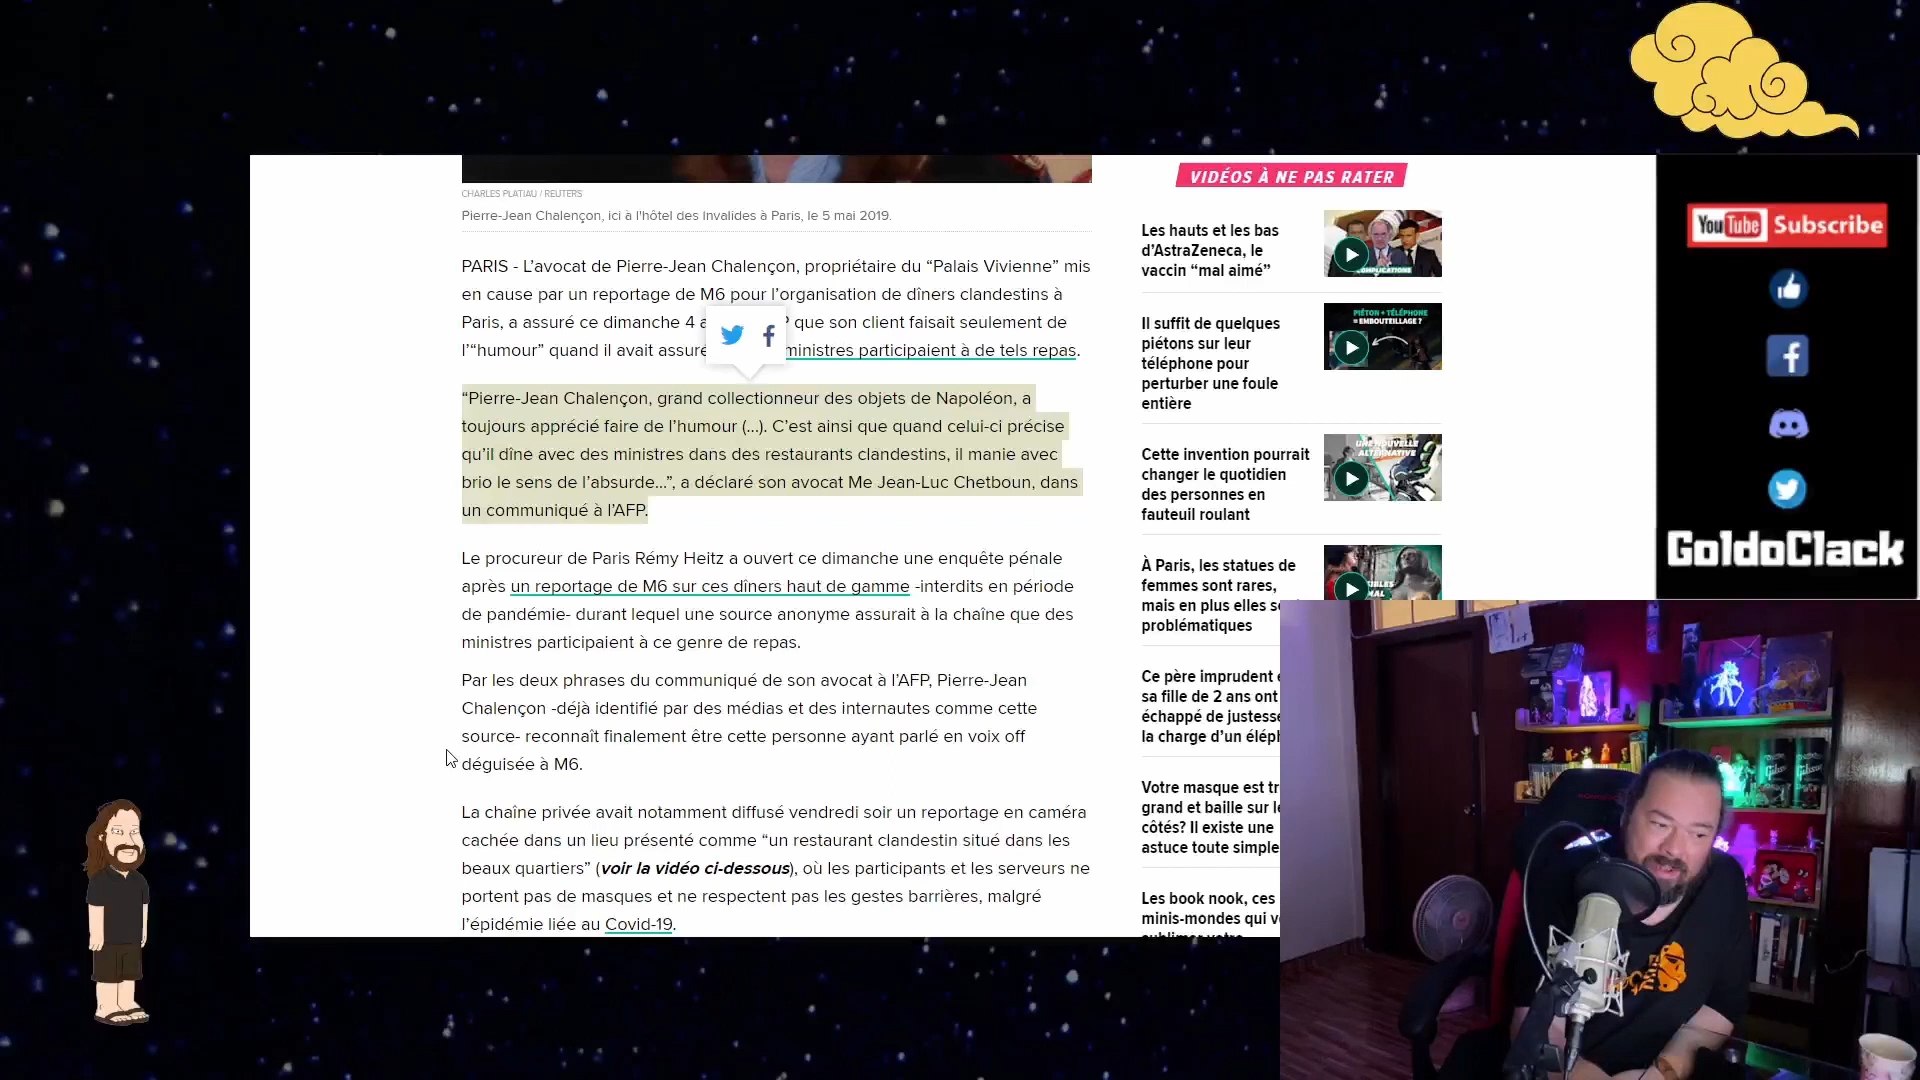 CHARLES PLATIAU / REUTERS
Pierre-Jean Chalençon, ici à l'hôtel des Invalides à Paris, le 5 mai 2019.
PARIS - L’avocat de Pierre-Jean Chalençon, propriétaire du “Palais Vivienne” mis
en cause par un reportage de M6 pour l’organisation de dîners clandestins à
Paris, a assuré ce dimanche 4 que son client faisait seulement de
l’“humour” quand il avait assuré ministres participaient à de tels repas.
“Pierre-Jean Chalençon, grand collectionneur des objets de Napoléon, a
toujours apprécié faire de l’humour (...). C’est ainsi que quand celui-ci précise
qu’il dîne avec des ministres dans des restaurants clandestins, il manie avec
brio le sens de l’absurde...”, a déclaré son avocat Me Jean-Luc Chetboun, dans
un communiqué à l’AFP.
Le procureur de Paris Rémy Heitz a ouvert ce dimanche une enquête pénale
après un reportage de M6 sur ces dîners haut de gamme -interdits en période
de pandémie- durant lequel une source anonyme assurait à la chaîne que des
ministres participaient à ce genre de repas.
Par les deux phrases du communiqué de son avocat à l’AFP, Pierre-Jean
Chalençon -déjà identifié par des médias et des internautes comme cette
source- reconnaît finalement être cette personne ayant parlé en voix off
déguisée à M6.
La chaîne privée avait notamment diffusé vendredi soir un reportage en caméra
cachée dans un lieu présenté comme “un restaurant clandestin situé dans les
beaux quartiers” (voir la vidéo ci-dessous), où les participants et les serveurs ne
portent pas de masques et ne respectent pas les gestes barrières, malgré
l’épidémie liée au Covid-19.
VIDÉOS À NE PAS RATER
Les hauts et les bas
d’AstraZeneca, le
vaccin “mal aimé”
COMPLICATIONS
Il suffit de quelques
piétons sur leur
téléphone pour
perturber une foule
entière
PIÉTON + TÉLÉPHONE
= EMBOUTEILLAGE ?
Cette invention pourrait
changer le quotidien
des personnes en
fauteuil roulant
UNE NOUVELLE
ALTERNATIVE
À Paris, les statues de
femmes sont rares,
mais en plus elles
problématiques
Ce père imprudent
sa fille de 2 ans ont
échappé de justesse
la charge d’un
Votre masque est
grand et baille sur
côtés? Il existe une
astuce toute simple
Les book nook, ces
minis-mondes qui
YouTube Subscribe
GoldoClack